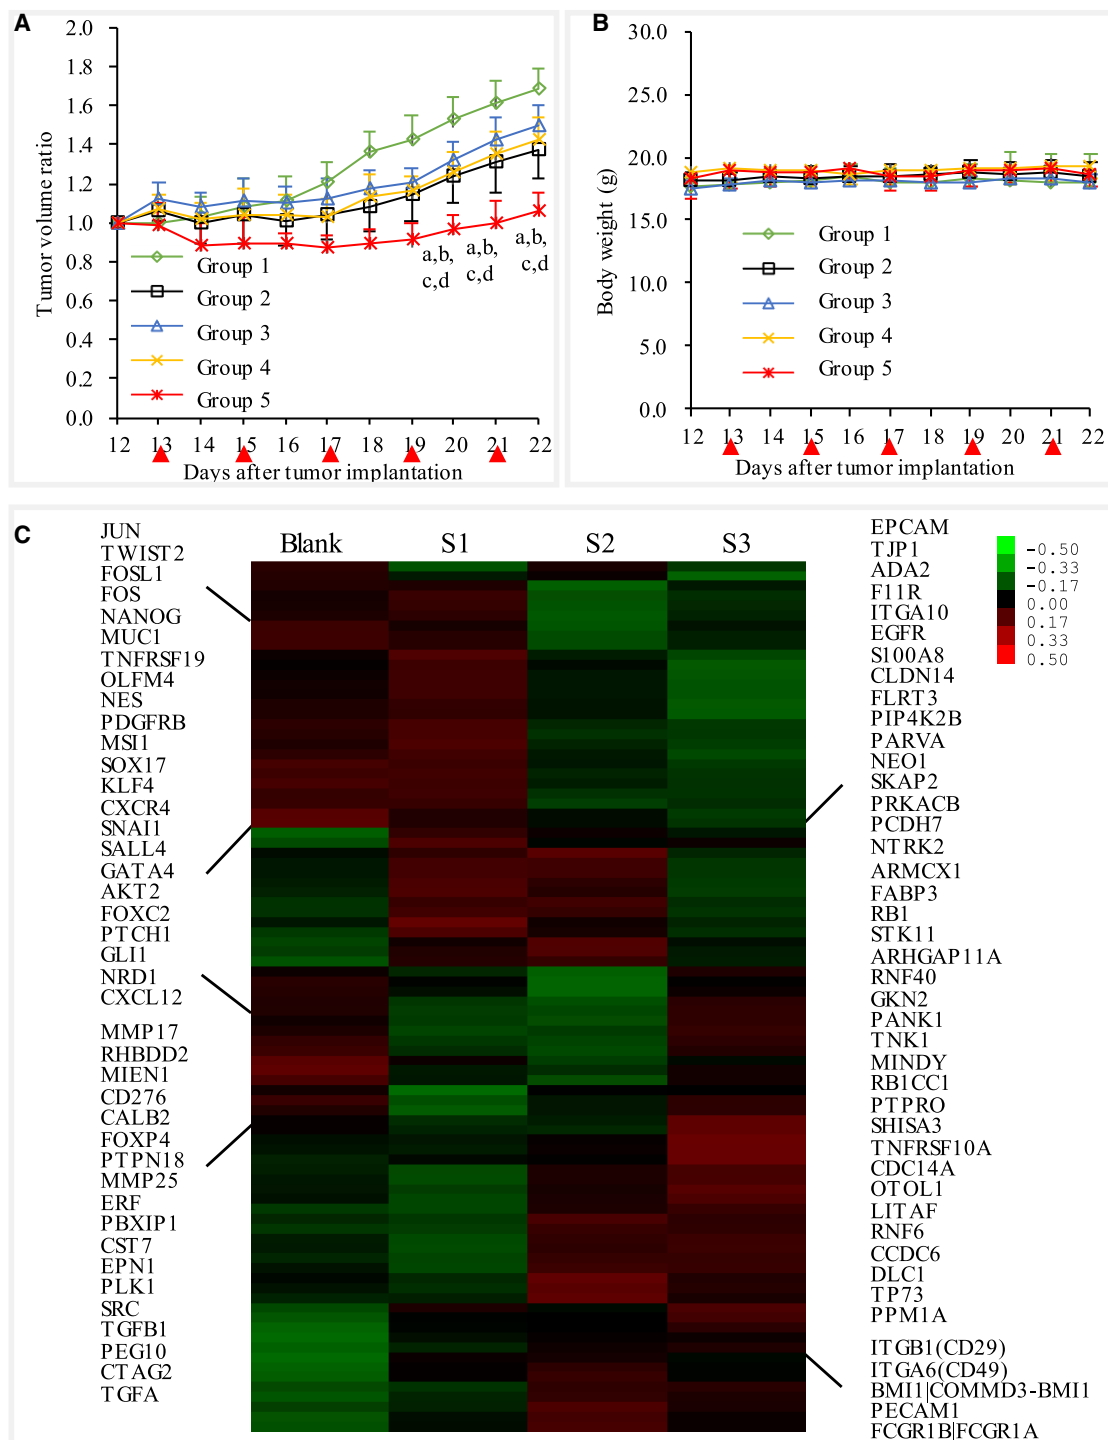 A
2.0
1.8
1.6
1.4
1.2
1.0
0.8
0.6
0.4
0.2
0.0
Tumor volume ratio
12 13 14 15 16 17 18 19 20 21 22
Days after tumor implantation
Group 1
Group 2
Group 3
Group 4
Group 5
a,b,
c,d
a,b,
c,d
a,b,
c,d
B
30.0
25.0
20.0
15.0
10.0
5.0
0.0
Body weight (g)
12 13 14 15 16 17 18 19 20 21 22
Days after tumor implantation
Group 1
Group 2
Group 3
Group 4
Group 5
C
Blank S1 S2 S3
JUN
TWIST2
FOSL1
FOS
NANOG
MUC1
TNFRSF19
OLFM4
NES
PDGFRB
MSI1
SOX17
KLF4
CXCR4
SNAI1
SALL4
GATA4
AKT2
FOXC2
PTCH1
GLI1
NRD1
CXCL12
MMP17
RHBDD2
MIEN1
CD276
CALB2
FOXP4
PTPN18
MMP25
ERF
PBXIP1
CST7
EPN1
PLK1
SRC
TGFB1
PEG10
CTAG2
TGFA
EPCAM
TJP1
ADA2
F11R
ITGA10
EGFR
S100A8
CLDN14
FLRT3
PIP4K2B
PARVA
NEO1
SKAP2
PRKACB
PCDH7
NTRK2
ARMCX1
FABP3
RB1
STK11
ARHGAP11A
RNF40
GKN2
PANK1
TNK1
MINDY
RB1CC1
PTPRO
SHISA3
TNFRSF10A
CDC14A
OTOL1
LITAF
RNF6
CCDC6
DLC1
TP73
PPM1A
ITGB1(CD29)
ITGA6(CD49)
BMI1|COMMD3-BMI1
PECAM1
FCGR1B|FCGR1A
-0.50
-0.33
-0.17
0.00
0.17
0.33
0.50